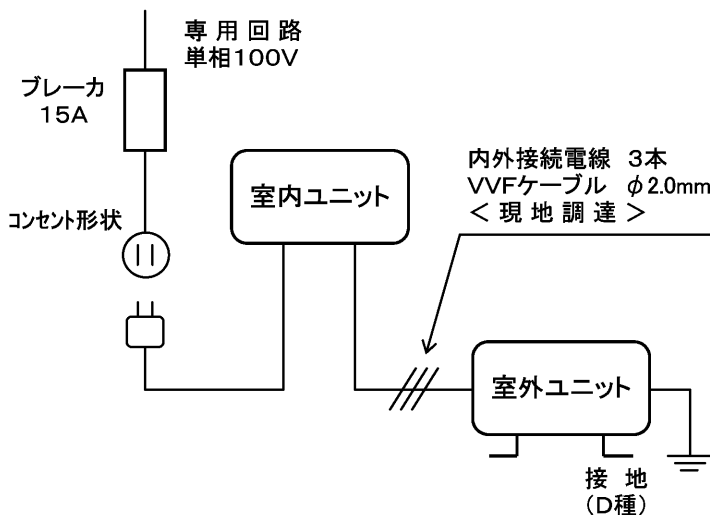 専用回路
単相100V
ブレーカ
15A
コンセント形状
室内ユニット
内外接続電線 3本
VVFケーブル φ2.0mm
＜現地調達＞
室外ユニット
接地
（D種）